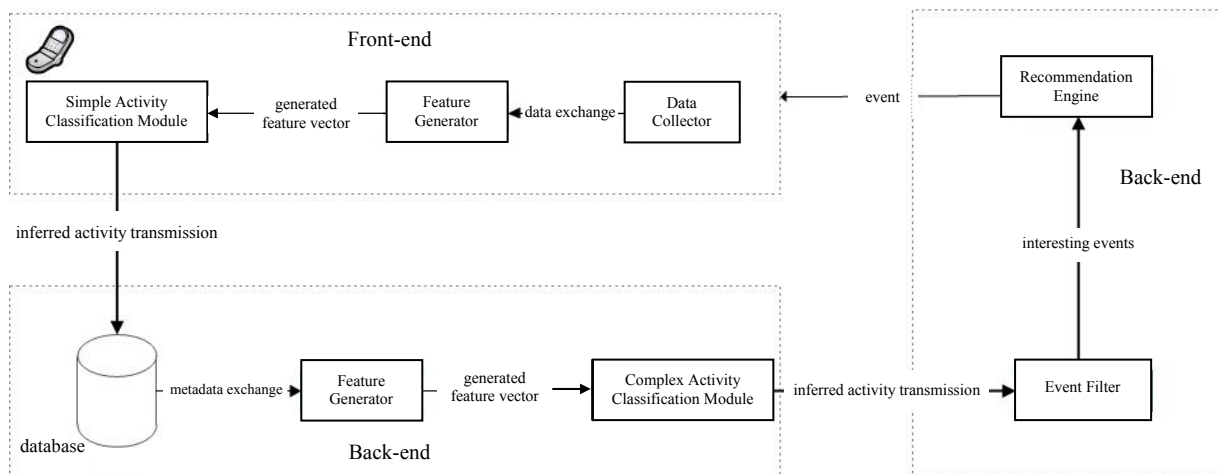 Front-end
Simple Activity
Classification Module
generated
feature vector
Feature
Generator
data exchange
Data
Collector
event
Recommendation
Engine
Back-end
inferred activity transmission
interesting events
database
metadata exchange
Feature
Generator
generated
feature vector
Complex Activity
Classification Module
inferred activity transmission
Event Filter
Back-end